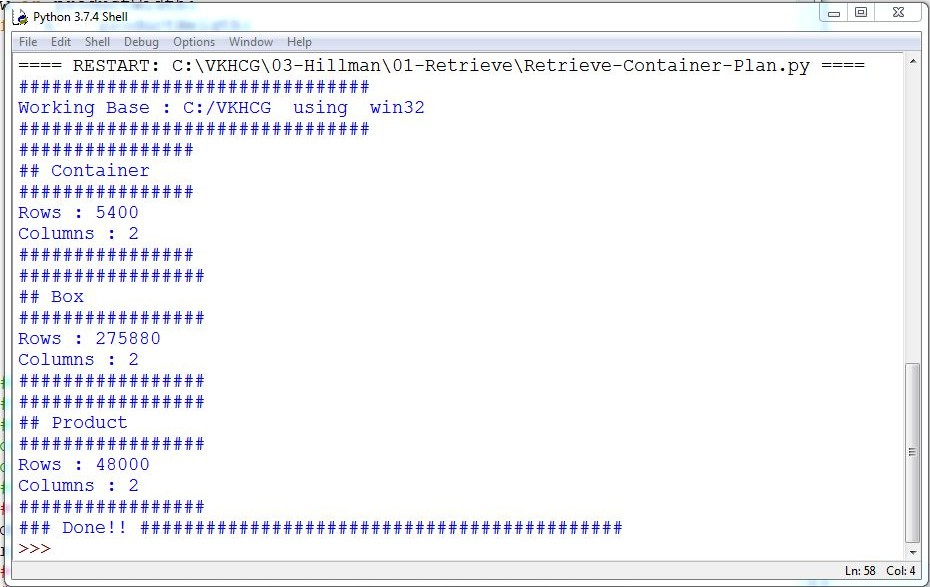 Python 3.7.4 Shell
File Edit Shell Debug Options Window Help
==== RESTART: C:\VKHCG\03-Hillman\01-Retrieve\Retrieve-Container-Plan.py ====
################################
Working Base : C:/VKHCG  using  win32
################################
################
## Container
################
Rows : 5400
Columns : 2
################
#################
## Box
#################
Rows : 275880
Columns : 2
#################
#################
## Product
#################
Rows : 48000
Columns : 2
#################
### Done!! ############################################
>>>
Ln: 58 Col: 4